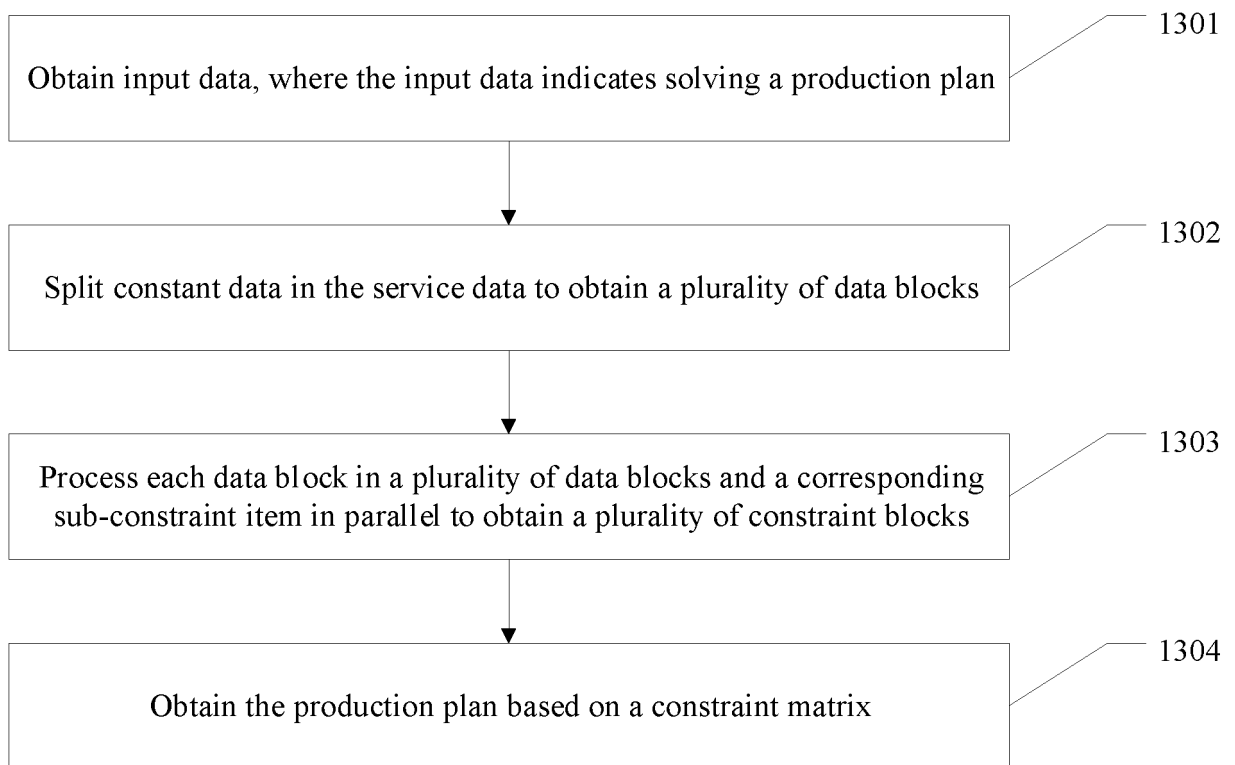 1301
Obtain input data, where the input data indicates solving a production plan
1302
Split constant data in the service data to obtain a plurality of data blocks
1303
Process each data block in a plurality of data blocks and a corresponding
sub-constraint item in parallel to obtain a plurality of constraint blocks
1304
Obtain the production plan based on a constraint matrix